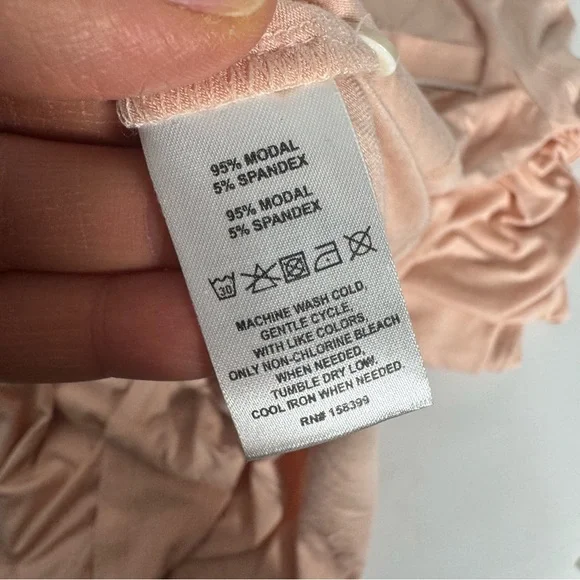 95% MODAL
5% SPANDEX
95% MODAL
5% SPANDEX
30
MACHINE WASH COLD,
GENTLE CYCLE,
WITH LIKE COLORS,
ONLY NON-CHLORINE BLEACH
WHEN NEEDED,
TUMBLE DRY LOW.
COOL IRON WHEN NEEDED.
RN# 158399